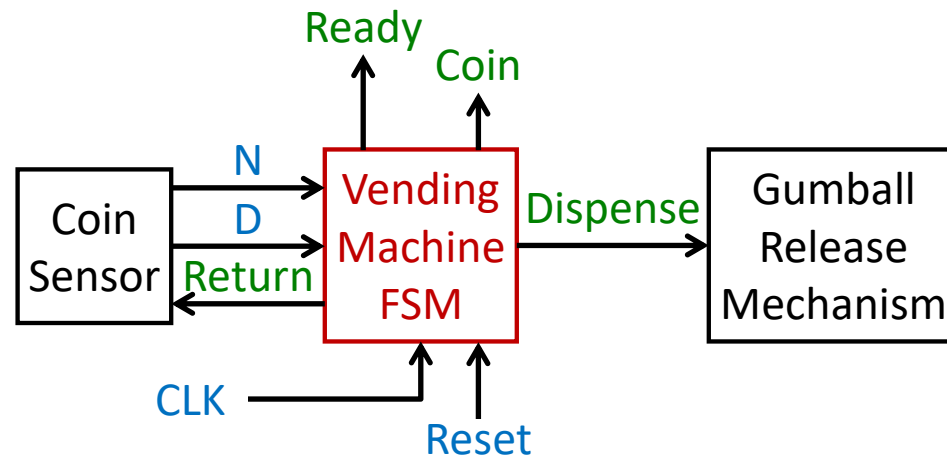 Ready
Coin
N
D
Return
Coin
Sensor
Vending
Machine
FSM
Dispense
Gumball
Release
Mechanism
CLK
Reset